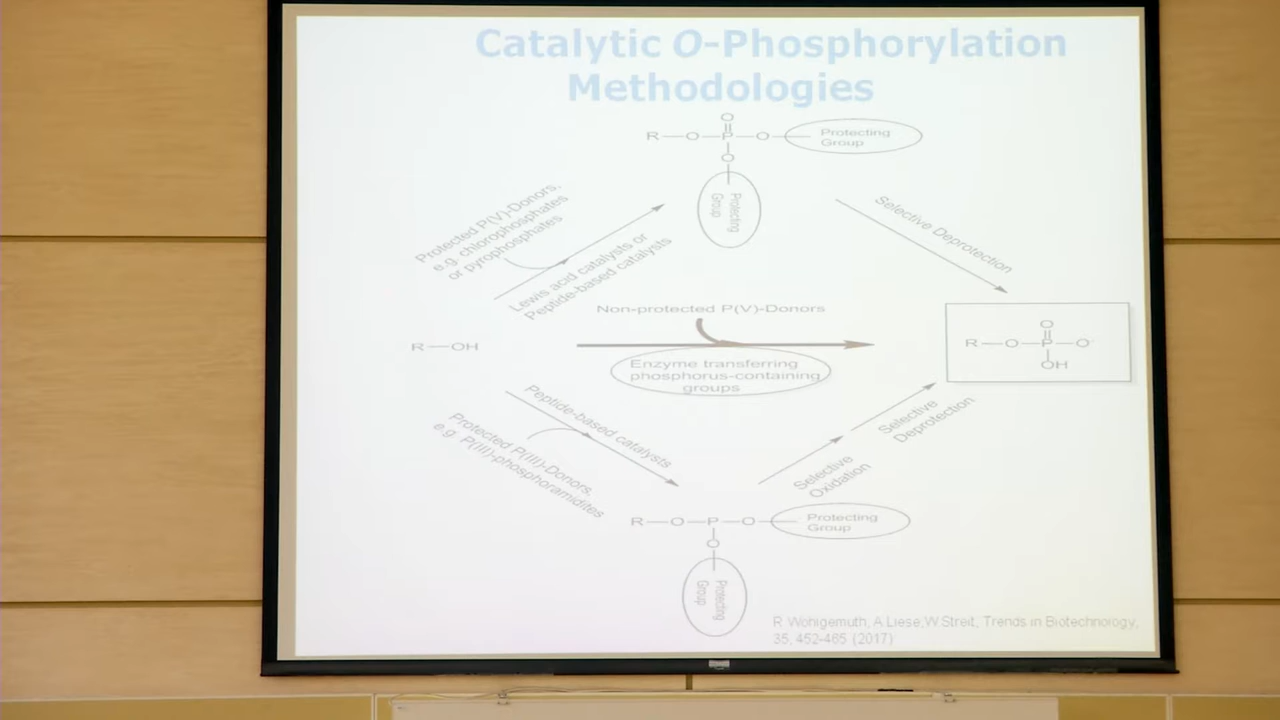 Catalytic O-Phosphorylation
Methodologies
O
R—O—P—O
Protecting
Group
O
Protecting
Group
Protected P(V)-Donors,
e.g. chlorophosphates
or pyrophosphates
Lewis acid catalysts or
Peptide-based catalysts
Selective Deprotection
Non-protected P(V)-Donors
R—OH
Enzyme transferring
phosphorus-containing
groups
O
R—O—P—O-
OH
Peptide-based catalysts
Protected P(III)-Donors,
e.g. P(III)-phosphoramidites
Selective
Oxidation
Selective
Deprotection
R—O—P—O
Protecting
Group
O
Protecting
Group
R. Wohlgemuth, A.Liese,W.Streit, Trends in Biotechnology,
35, 452-465 (2017)